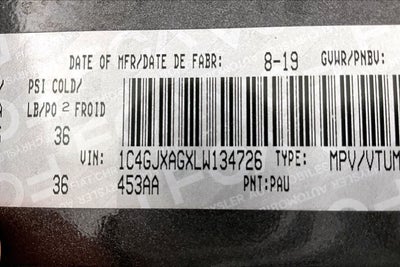 DATE OF MFR/DATE DE FABR: 8-19 GVWR/PNBV:
PSI COLD/
LB/PO 2 FROID
36
VIN: 1C4GJXAGXLW134726 TYPE: MPV/VTUM
36 453AA PNT:PAU